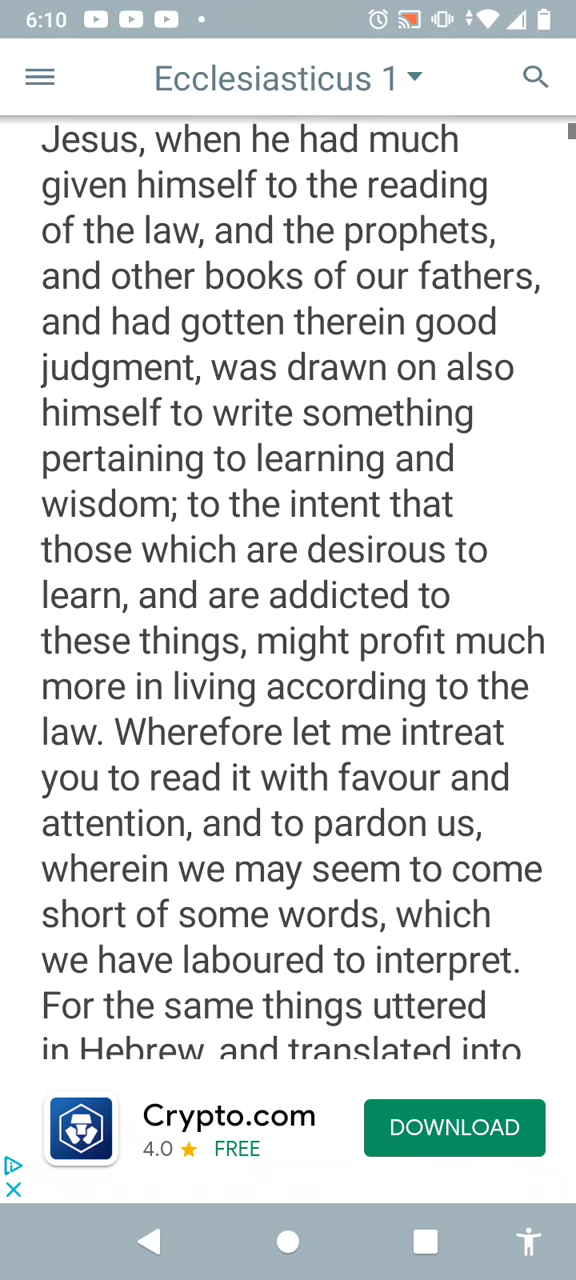 6:10
Ecclesiasticus 1
Jesus, when he had much
given himself to the reading
of the law, and the prophets,
and other books of our fathers,
and had gotten therein good
judgment, was drawn on also
himself to write something
pertaining to learning and
wisdom; to the intent that
those which are desirous to
learn, and are addicted to
these things, might profit much
more in living according to the
law. Wherefore let me intreat
you to read it with favour and
attention, and to pardon us,
wherein we may seem to come
short of some words, which
we have laboured to interpret.
For the same things uttered
in Hebrew, and translated into
Crypto.com
4.0 ★ FREE
DOWNLOAD